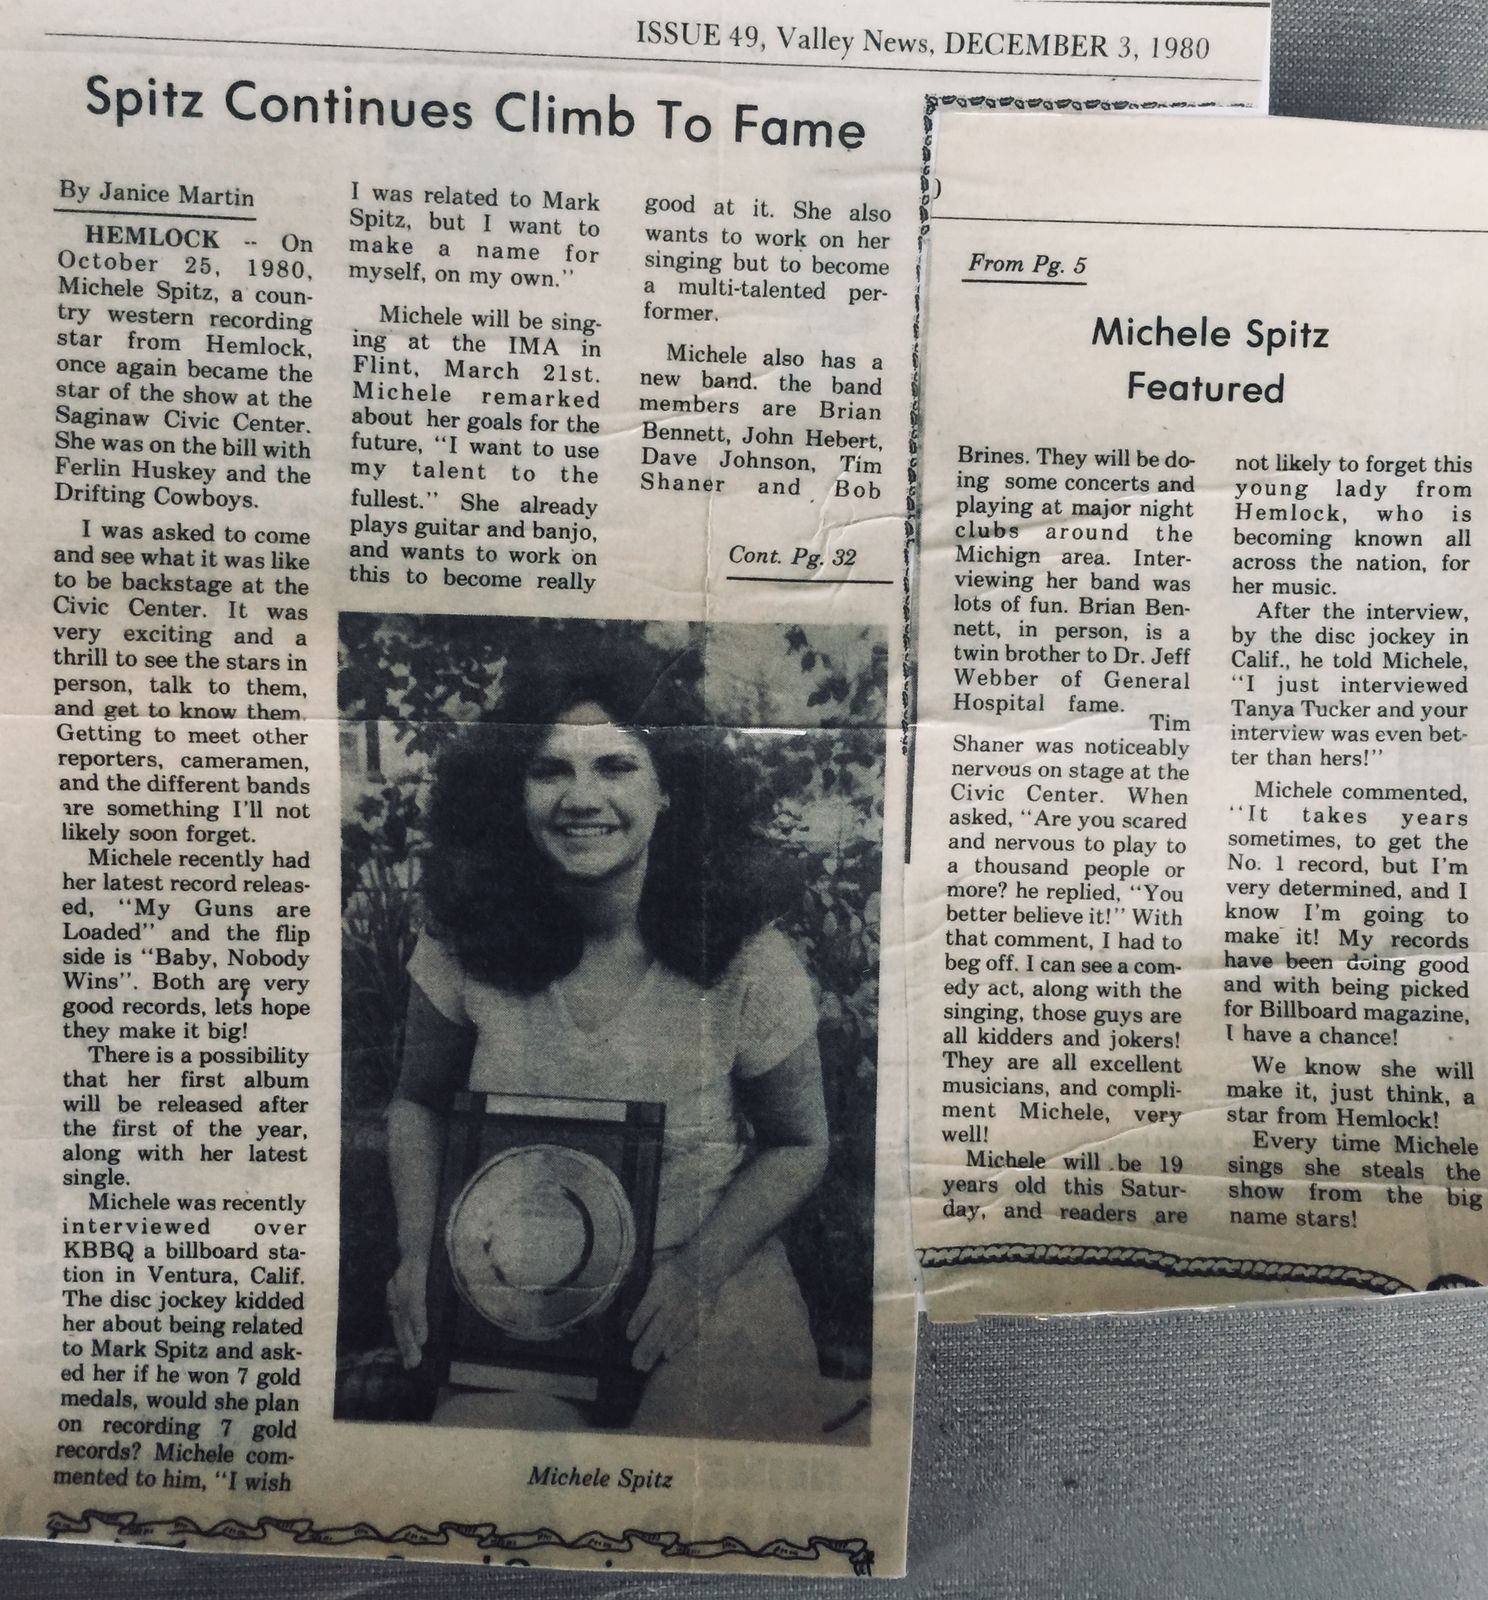 ISSUE 49, Valley News, DECEMBER 3, 1980
Spitz Continues Climb To Fame
By Janice Martin
HEMLOCK -- On
October 25, 1980,
Michele Spitz, a coun-
try western recording
star from Hemlock,
once again became the
star of the show at the
Saginaw Civic Center.
She was on the bill with
Ferlin Huskey and the
Drifting Cowboys.
I was asked to come
and see what it was like
to be backstage at the
Civic Center. It was
very exciting and a
thrill to see the stars in
person, talk to them,
and get to know them.
Getting to meet other
reporters, cameramen,
and the different bands
are something I'll not
likely soon forget.
Michele recently had
her latest record releas-
ed, "My Guns are
Loaded" and the flip
side is "Baby, Nobody
Wins". Both are very
good records, let's hope
they make it big!
There is a possibility
that her first album
will be released after
the first of the year,
along with her latest
single.
Michele was recently
interviewed over
KBBQ a billboard sta-
tion in Ventura, Calif.
The disc jockey kidded
her about being related
to Mark Spitz and ask-
ed her if he won 7 gold
medals, would she plan
on recording 7 gold
records? Michele com-
mented to him, "I wish
I was related to Mark
Spitz, but I want to
make a name for
myself, on my own."
Michele will be sing-
ing at the IMA in
Flint, March 21st.
Michele remarked
about her goals for the
future, "I want to use
my talent to the
fullest." She already
plays guitar and banjo,
and wants to work on
this to become really
good at it. She also
wants to work on her
singing but to become
a multi-talented per-
former.
Michele also has a
new band. the band
members are Brian
Bennett, John Hebert,
Dave Johnson, Tim
Shaner and Bob
Cont. Pg. 32
Michele Spitz
From Pg. 5
Michele Spitz
Featured
Brines. They will be do-
ing some concerts and
playing at major night
clubs around the
Michign area. Inter-
viewing her band was
lots of fun. Brian Ben-
nett, in person, is a
twin brother to Dr. Jeff
Webber of General
Hospital fame.
Tim
Shaner was noticeably
nervous on stage at the
Civic Center. When
asked, "Are you scared
and nervous to play to
a thousand people or
more? he replied, "You
better believe it!" With
that comment, I had to
beg off. I can see a com-
edy act, along with the
singing, those guys are
all kidders and jokers!
They are all excellent
musicians, and compli-
ment Michele, very
well!
Michele will be 19
years old this Satur-
day, and readers are
not likely to forget this
young lady from
Hemlock, who is
becoming known all
across the nation, for
her music.
After the interview,
by the disc jockey in
Calif., he told Michele,
"I just interviewed
Tanya Tucker and your
interview was even bet-
ter than hers!"
Michele commented,
"It takes years
sometimes, to get the
No. 1 record, but I'm
very determined, and I
know I'm going to
make it! My records
have been doing good
and with being picked
for Billboard magazine,
I have a chance!
We know she will
make it, just think, a
star from Hemlock!
Every time Michele
sings she steals the
show from the big
name stars!